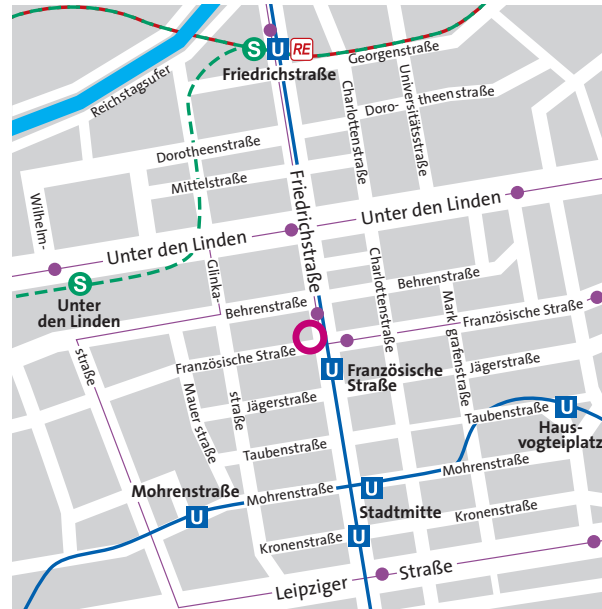 S U RE
Friedrichstraße
Georgenstraße
Reichstagsufer
Universitätsstraße
Charlottenstraße
Doro- theenstraße
Dorotheenstraße
Mittelstraße
Friedrichstraße
Wilhelm-
straße
Unter den Linden
Unter den Linden
S
Unter
den Linden
Glinka-
straße
Charlottenstraße
Behrenstraße
Behrenstraße
Markgrafenstraße
Französische Straße
Französische Straße
U
Französische
Straße
Jägerstraße
Jägerstraße
Mauerstraße
Taubenstraße
Taubenstraße
U
Haus-
vogteiplatz
Mohrenstraße
Mohrenstraße
Mohrenstraße
U
U
Stadtmitte
U
Kronenstraße
Kronenstraße
Leipziger Straße